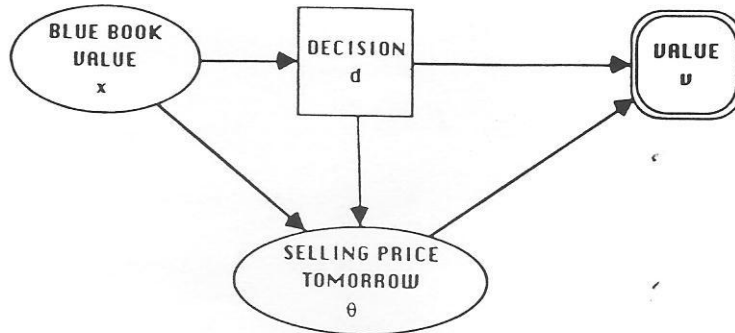 BLUE BOOK
VALUE
x
DECISION
d
VALUE
υ
SELLING PRICE
TOMORROW
θ